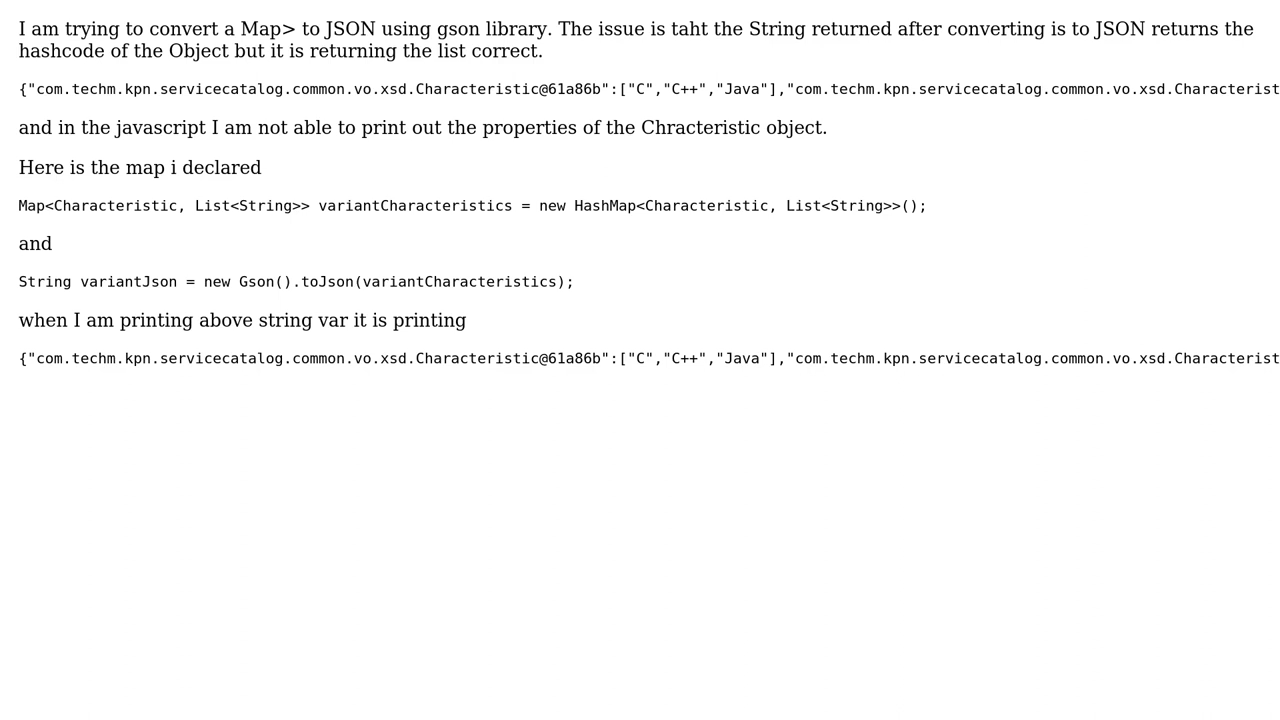 I am trying to convert a Map> to JSON using gson library. The issue is taht the String returned after converting is to JSON returns the
hashcode of the Object but it is returning the list correct.
{"com.techm.kpn.servicecatalog.common.vo.xsd.Characteristic@61a86b":["C","C++","Java"],"com.techm.kpn.servicecatalog.common.vo.xsd.Characterist
and in the javascript I am not able to print out the properties of the Chracteristic object.
Here is the map i declared
Map<Characteristic, List<String>> variantCharacteristics = new HashMap<Characteristic, List<String>>();
and
String variantJson = new Gson().toJson(variantCharacteristics);
when I am printing above string var it is printing
{"com.techm.kpn.servicecatalog.common.vo.xsd.Characteristic@61a86b":["C","C++","Java"],"com.techm.kpn.servicecatalog.common.vo.xsd.Characterist